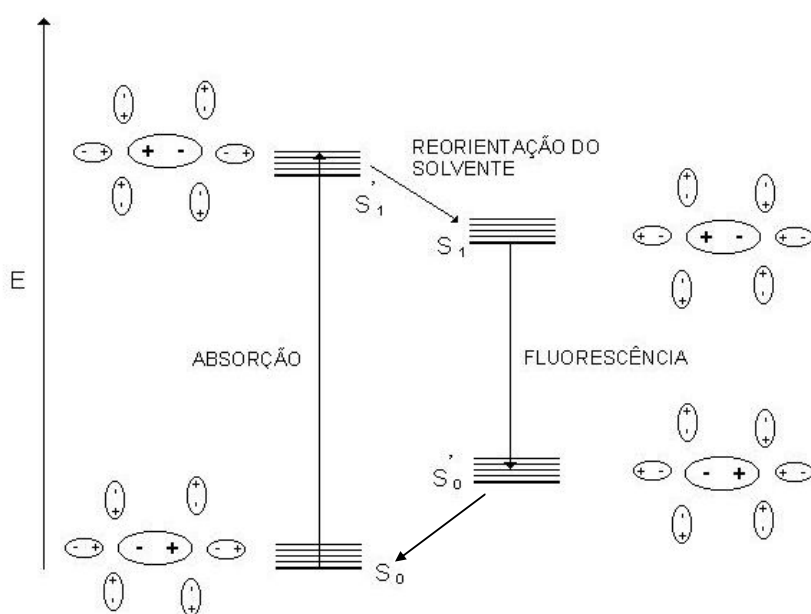 REORIENTAÇÃO DO
SOLVENTE
S'₁
S₁
E
ABSORÇÃO
FLUORESCÊNCIA
S'₀
S₀